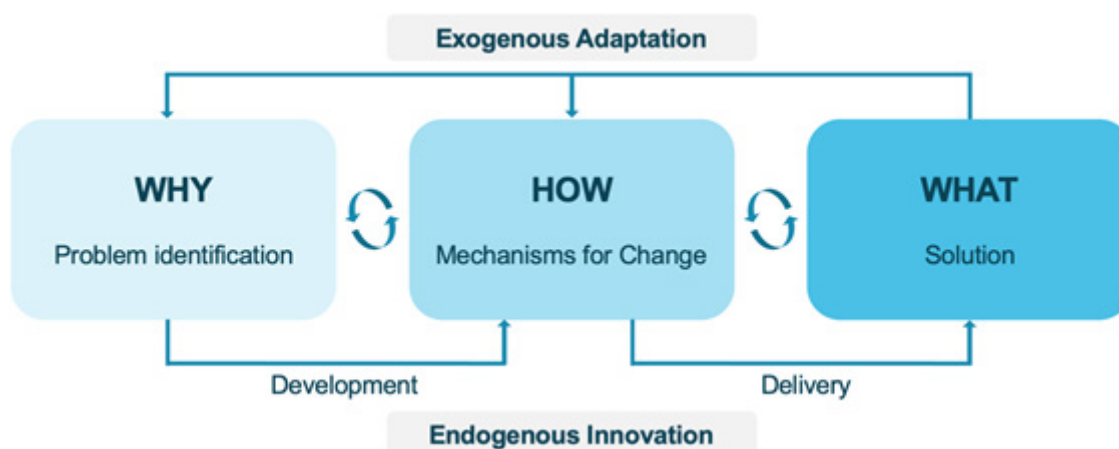 Exogenous Adaptation
WHY
Problem identification
HOW
Mechanisms for Change
WHAT
Solution
Development
Delivery
Endogenous Innovation